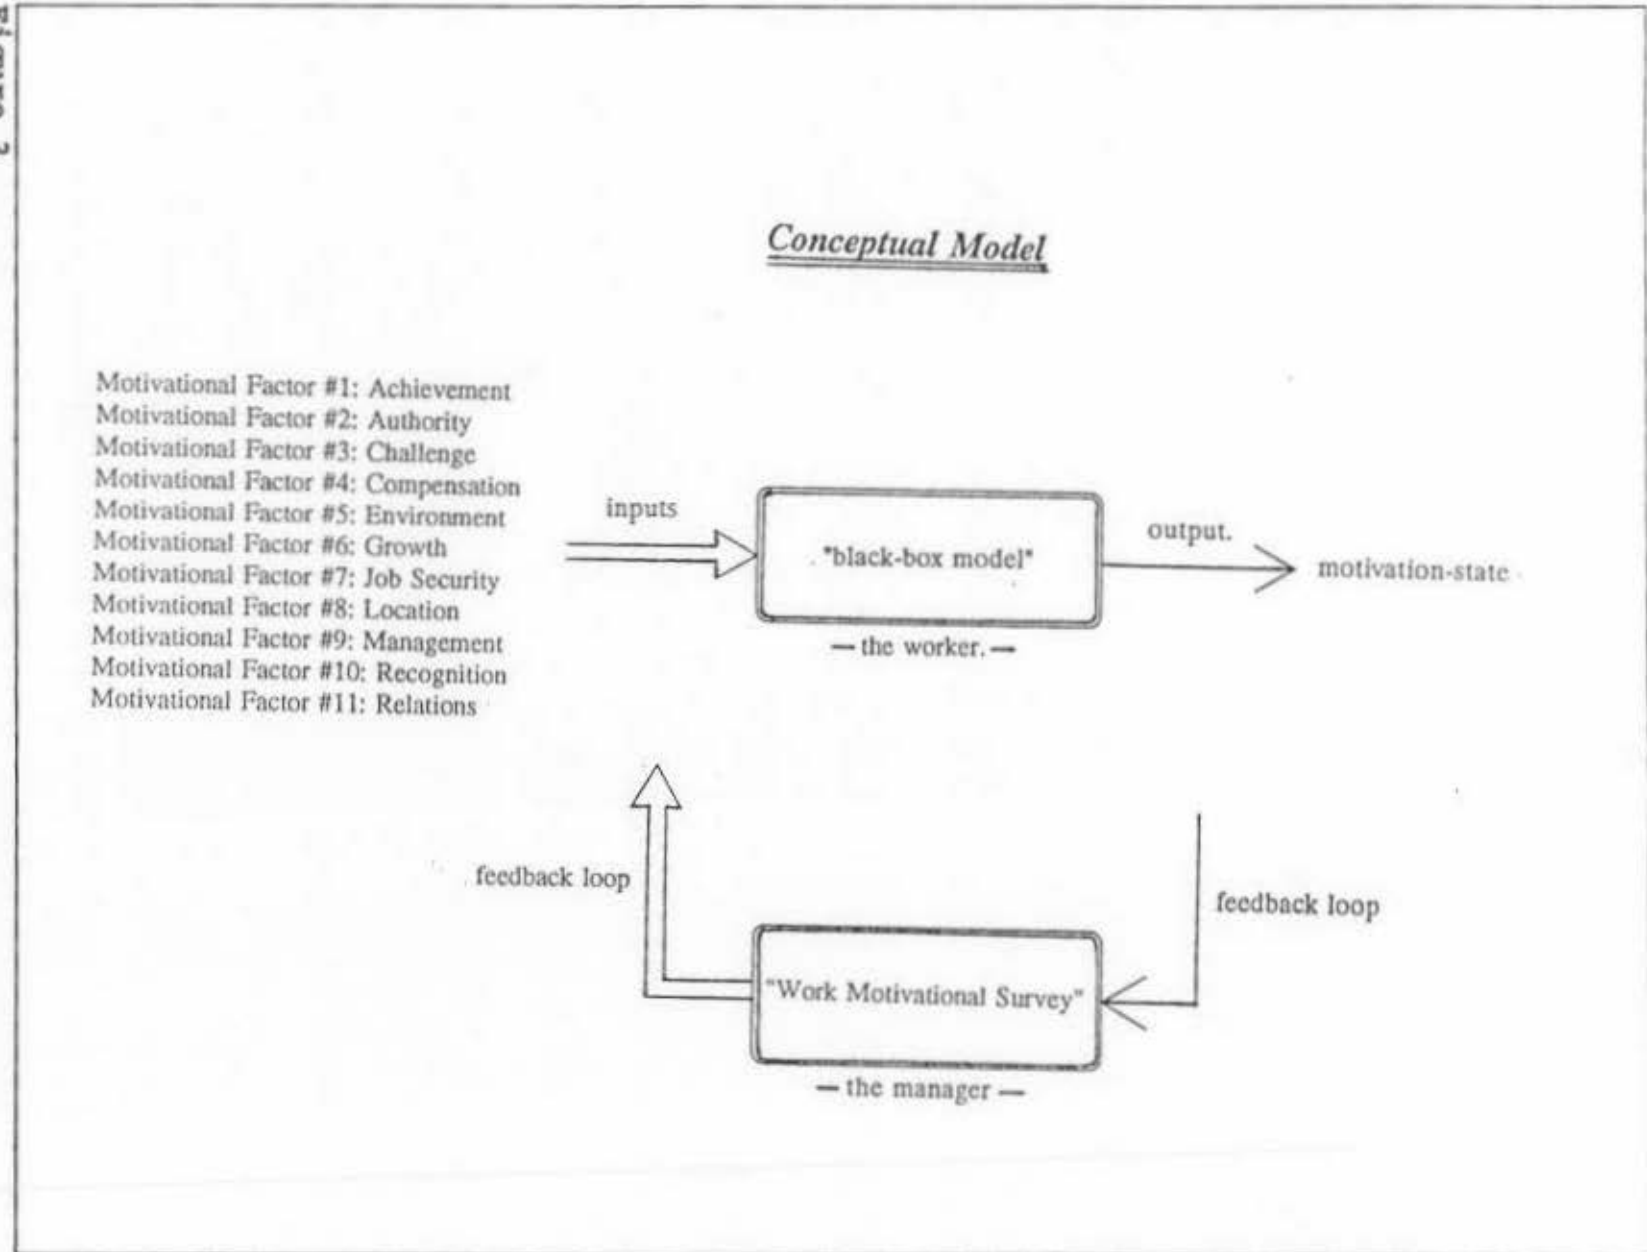 Conceptual Model
Motivational Factor #1: Achievement
Motivational Factor #2: Authority
Motivational Factor #3: Challenge
Motivational Factor #4: Compensation
Motivational Factor #5: Environment
Motivational Factor #6: Growth
Motivational Factor #7: Job Security
Motivational Factor #8: Location
Motivational Factor #9: Management
Motivational Factor #10: Recognition
Motivational Factor #11: Relations
inputs
"black-box model"
— the worker. —
output.
motivation-state
feedback loop
feedback loop
"Work Motivational Survey"
— the manager —